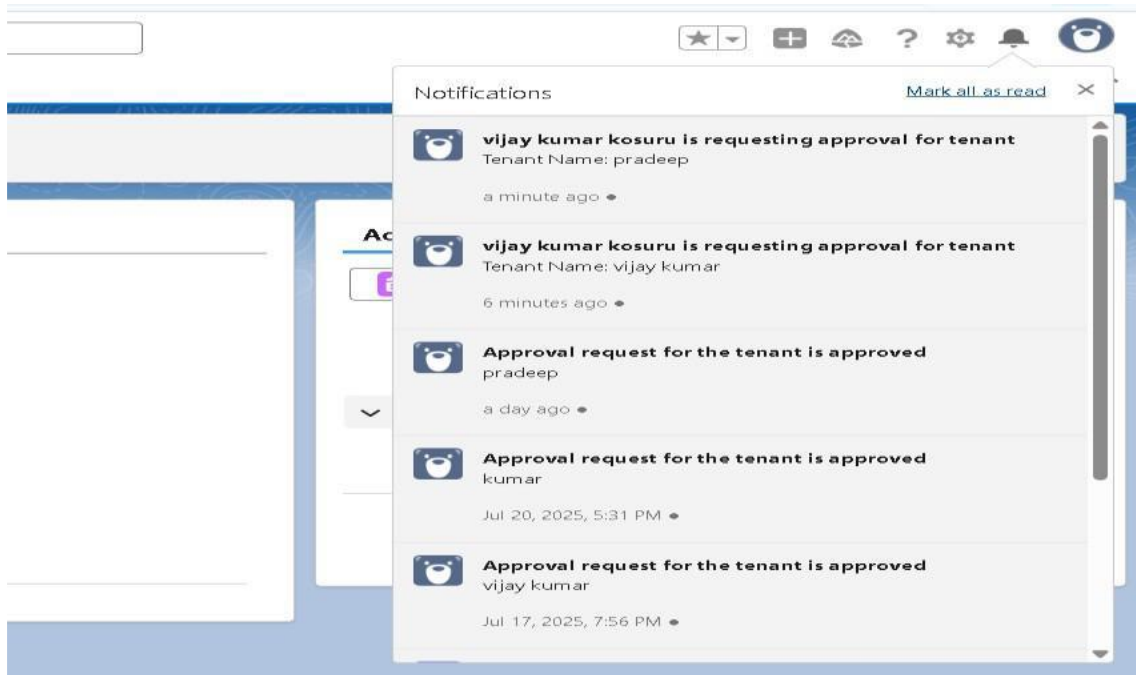 Notifications
Mark all as read
vijay kumar kosuru is requesting approval for tenant
Tenant Name: pradeep
a minute ago
vijay kumar kosuru is requesting approval for tenant
Tenant Name: vijay kumar
6 minutes ago
Ac
Approval request for the tenant is approved
pradeep
a day ago
Approval request for the tenant is approved
kumar
Jul 20, 2025, 5:31 PM
Approval request for the tenant is approved
vijay kumar
Jul 17, 2025, 7:56 PM